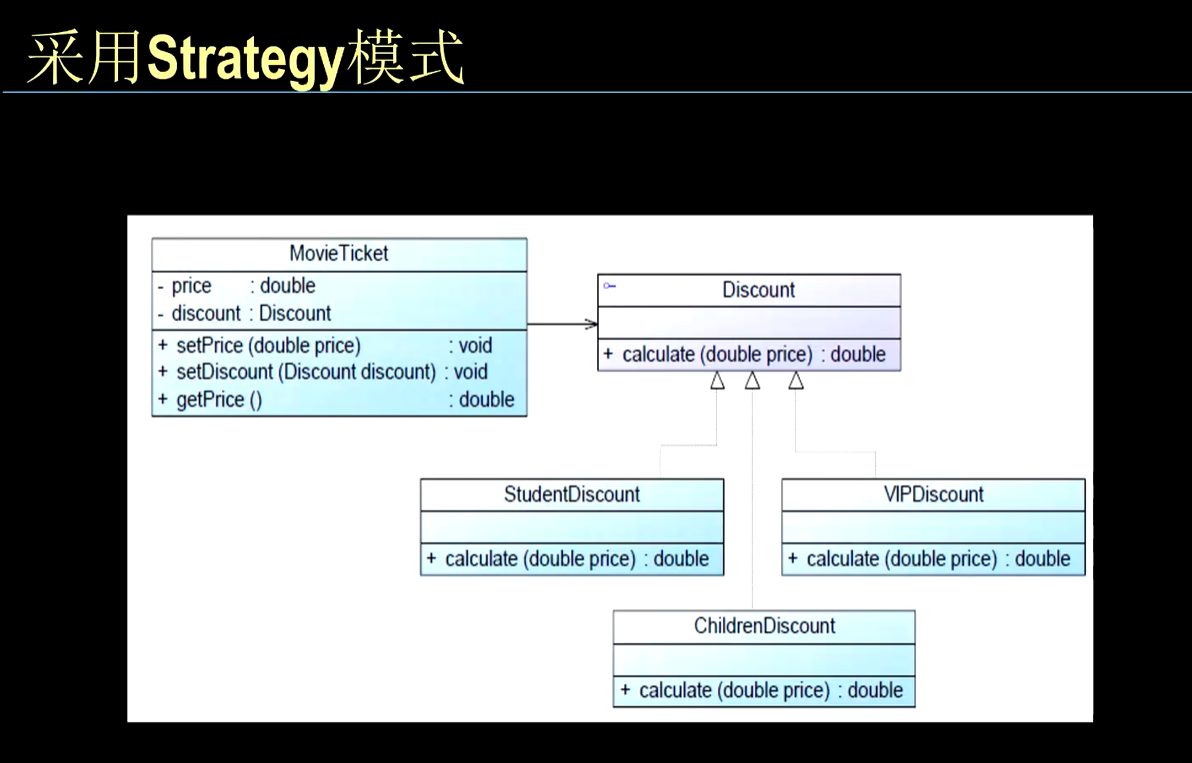 采用Strategy模式
MovieTicket
- price : double
- discount : Discount
+ setPrice (double price) : void
+ setDiscount (Discount discount) : void
+ getPrice () : double
Discount
+ calculate (double price) : double
StudentDiscount
+ calculate (double price) : double
VIPDiscount
+ calculate (double price) : double
ChildrenDiscount
+ calculate (double price) : double